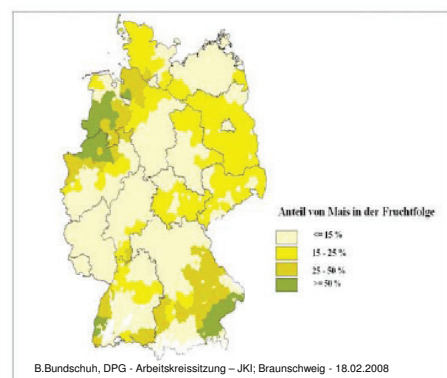 Anteil von Mais in der Fruchtfolge
<= 15 %
15 - 25 %
25 - 50 %
>= 50 %
B.Bundschuh, DPG - Arbeitskreissitzung – JKI; Braunschweig - 18.02.2008